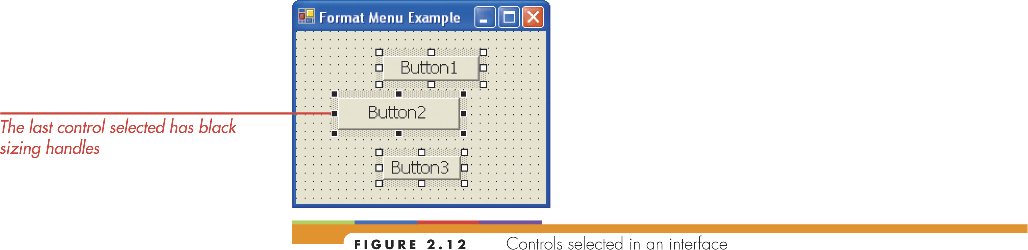 Format Menu Example
Button1
Button2
The last control selected has black
sizing handles
Button3
FIGURE 2.12 Controls selected in an interface